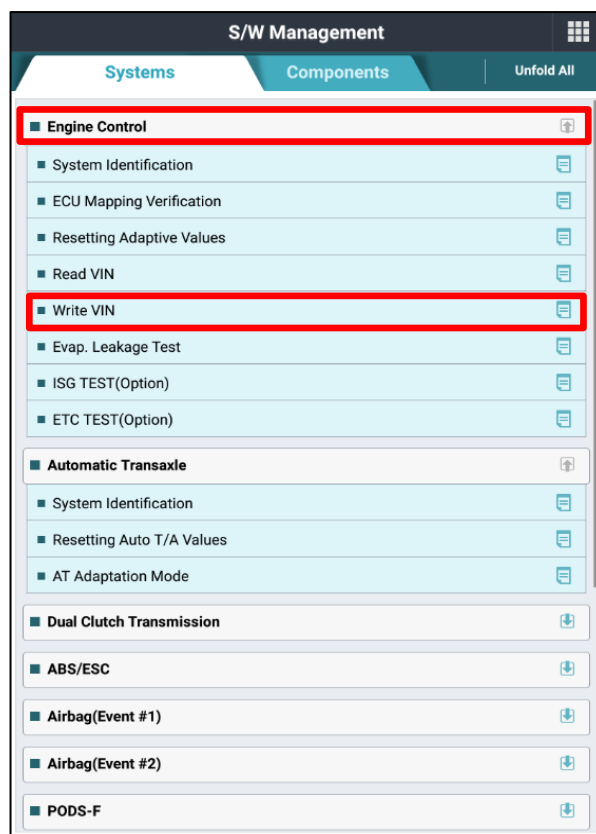 S/W Management
Systems
Components
Unfold All
Engine Control
System Identification
ECU Mapping Verification
Resetting Adaptive Values
Read VIN
Write VIN
Evap. Leakage Test
ISG TEST(Option)
ETC TEST(Option)
Automatic Transaxle
System Identification
Resetting Auto T/A Values
AT Adaptation Mode
Dual Clutch Transmission
ABS/ESC
Airbag(Event #1)
Airbag(Event #2)
PODS-F